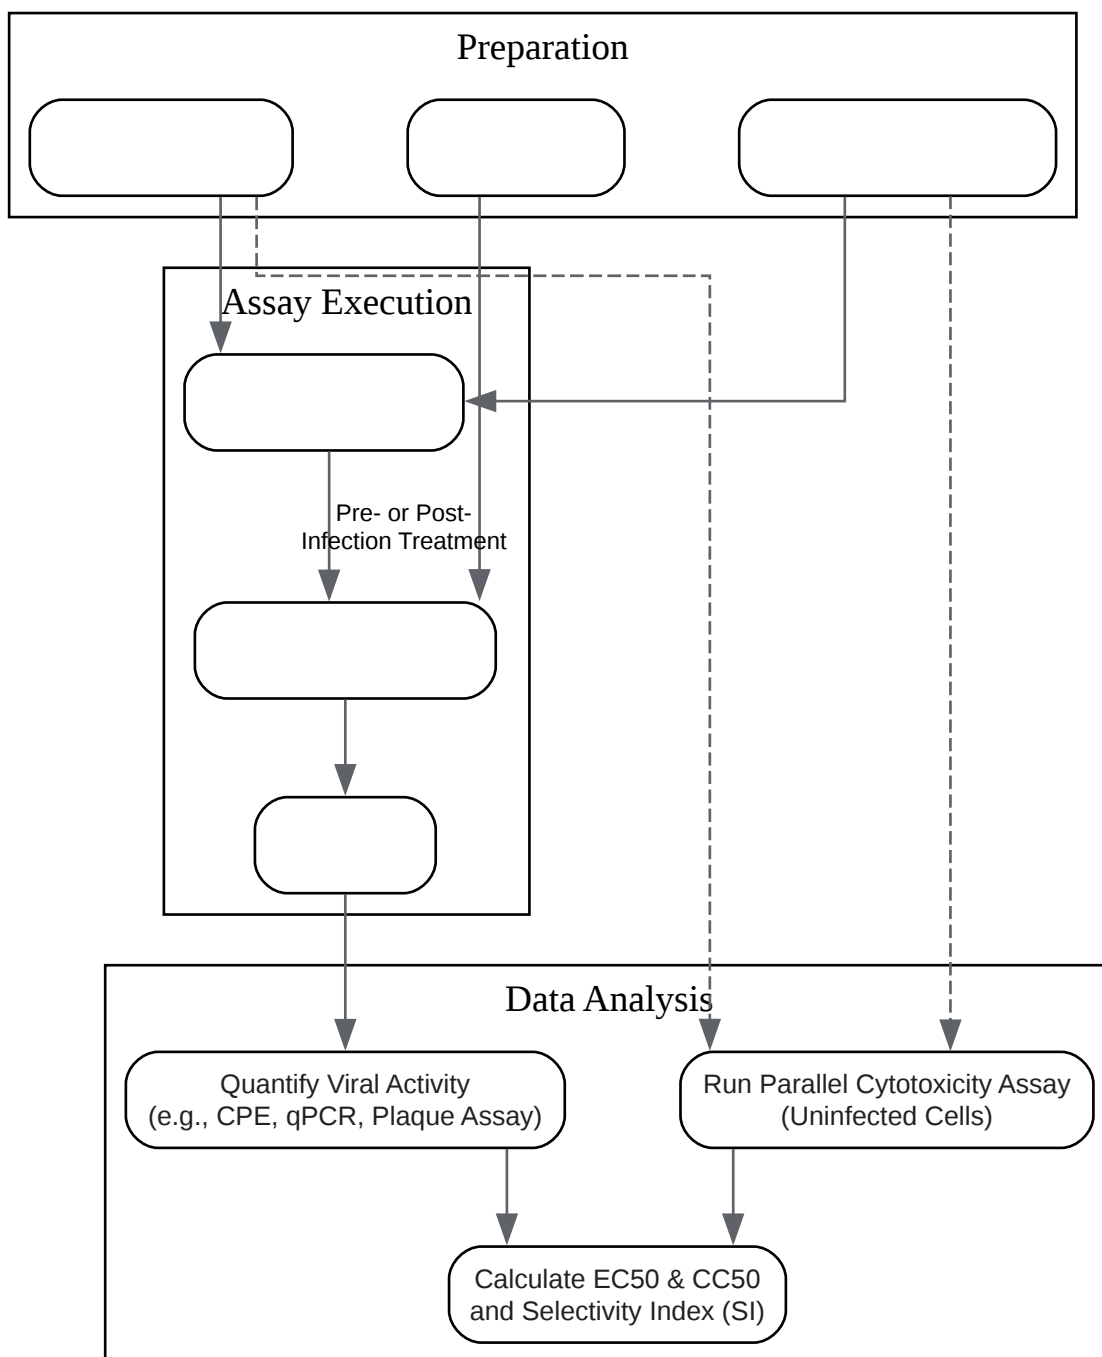 Preparation
Assay Execution
Pre- or Post-
Infection Treatment
Data Analysis
Quantify Viral Activity
(e.g., CPE, qPCR, Plaque Assay)
Run Parallel Cytotoxicity Assay
(Uninfected Cells)
Calculate EC50 & CC50
and Selectivity Index (SI)